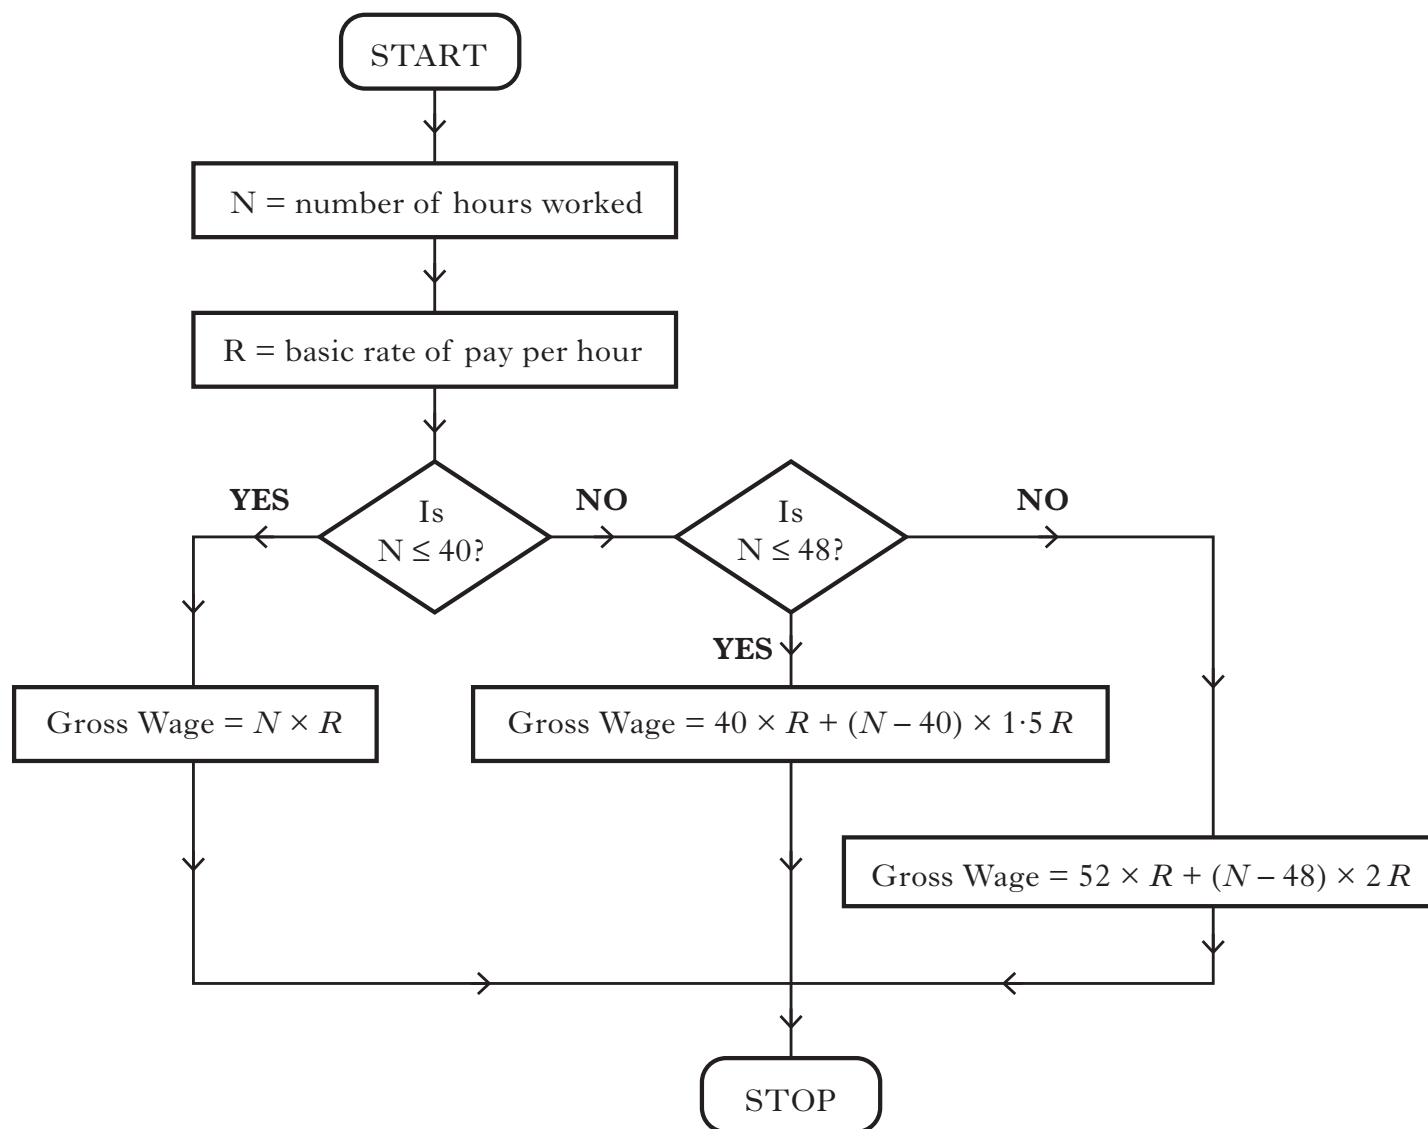 START
N = number of hours worked
R = basic rate of pay per hour
YES
Is
N ≤ 40?
NO
Is
N ≤ 48?
NO
YES
Gross Wage = N × R
Gross Wage = 40 × R + (N – 40) × 1·5 R
Gross Wage = 52 × R + (N – 48) × 2 R
STOP